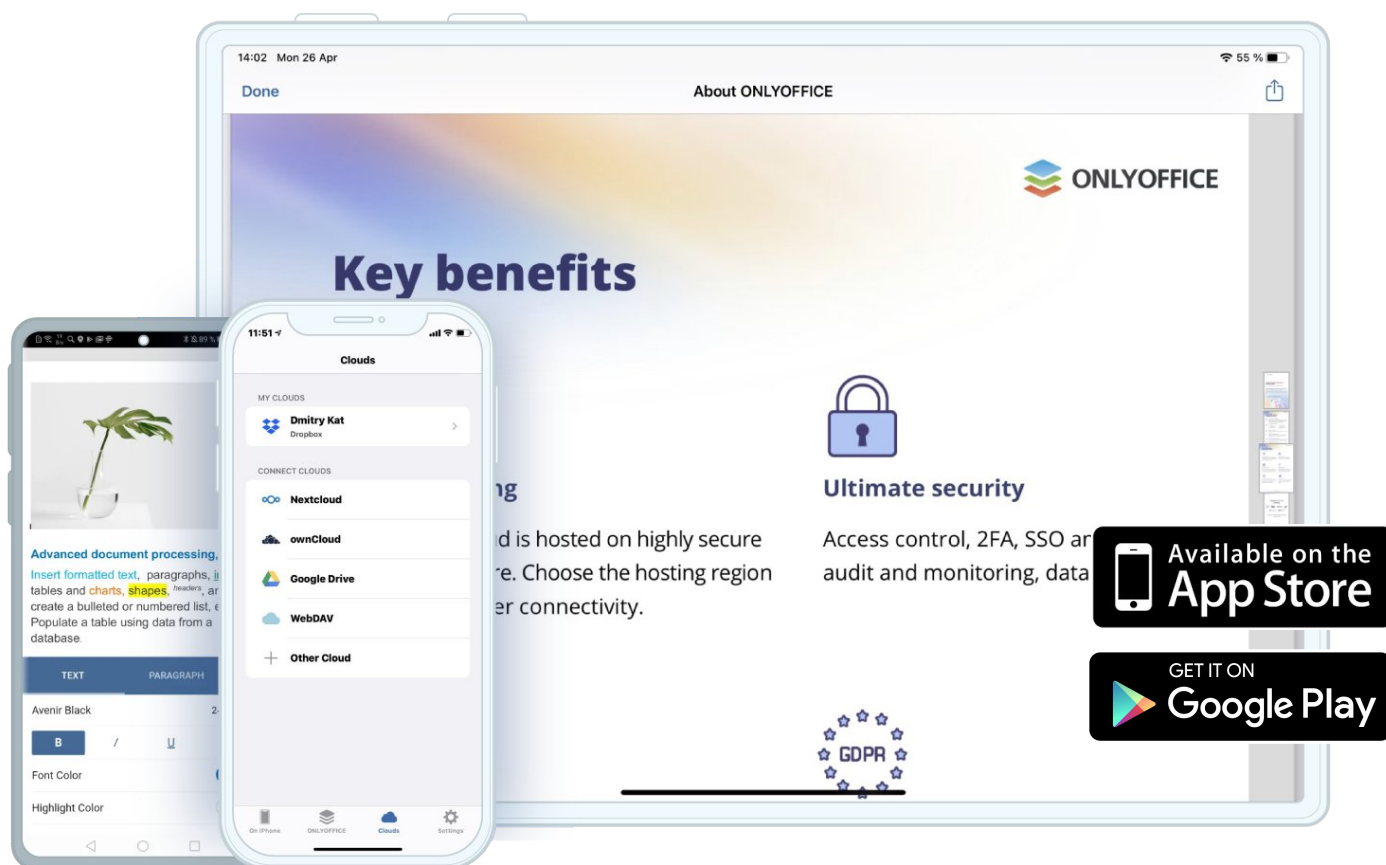 14:02 Mon 26 Apr
55 %
Done
About ONLYOFFICE
ONLYOFFICE
Key benefits
ng
is hosted on highly secure
re. Choose the hosting region
er connectivity.
Ultimate security
Access control, 2FA, SSO
audit and monitoring, data
GDPR
89 %
Advanced document processing,
Insert formatted text, paragraphs,
tables and charts, shapes, headers,
create a bulleted or numbered list,
Populate a table using data from a
database.
TEXT
PARAGRAPH
Avenir Black
B
I
U
Font Color
Highlight Color
11:51
Clouds
MY CLOUDS
Dmitry Kat
Dropbox
CONNECT CLOUDS
Nextcloud
ownCloud
Google Drive
WebDAV
Other Cloud
On iPhone
ONLYOFFICE
Clouds
Settings
Available on the
App Store
GET IT ON
Google Play